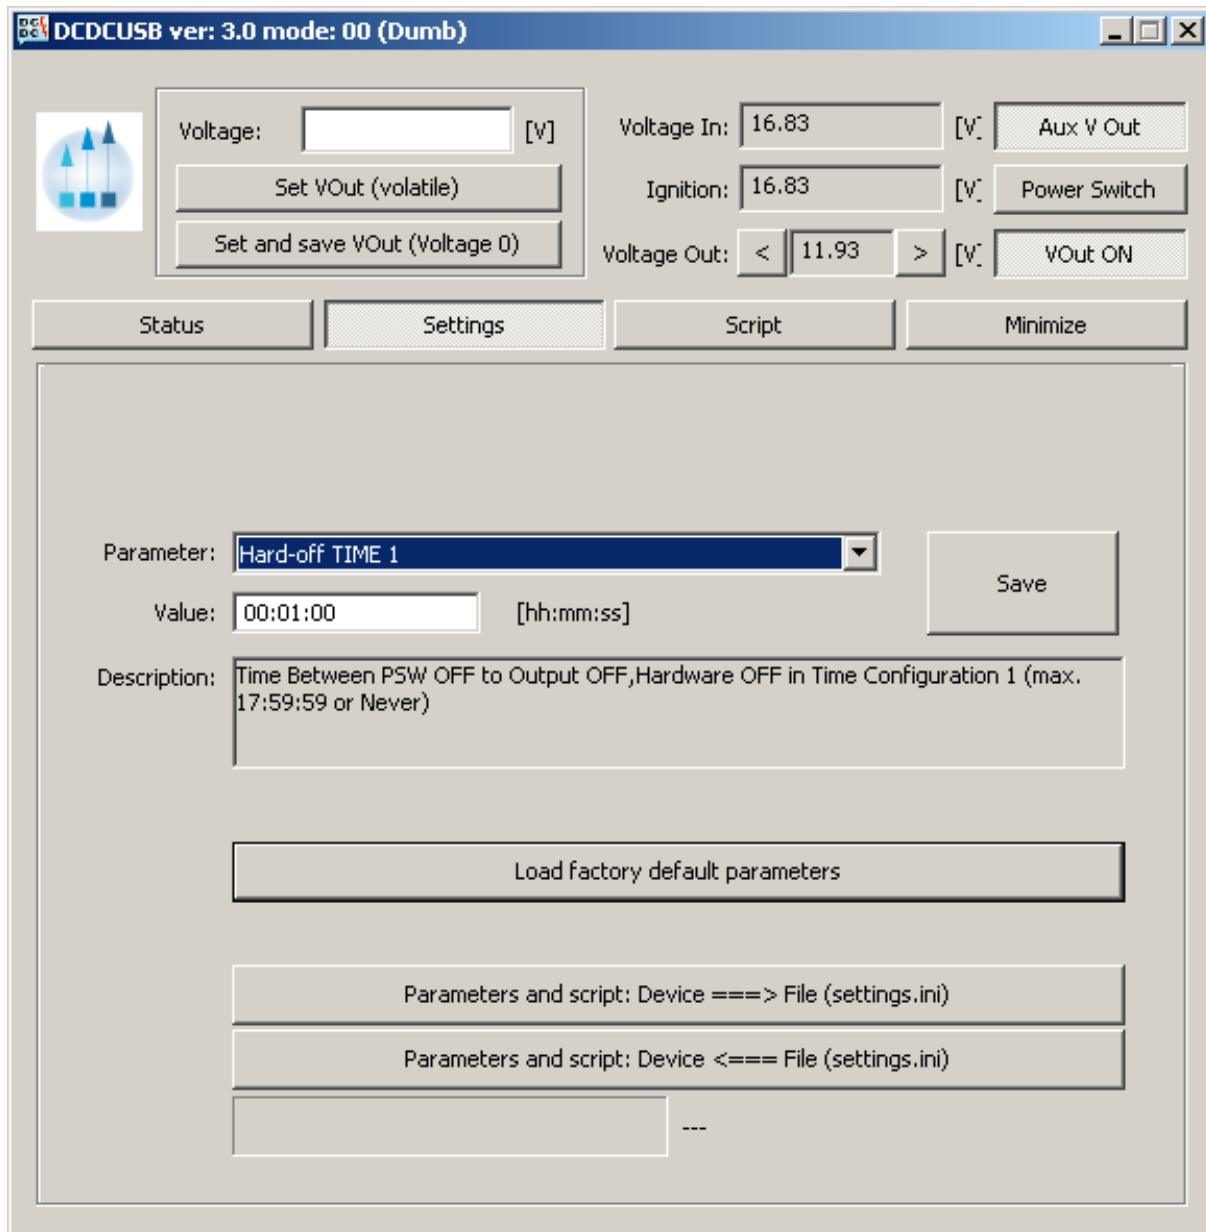 DCDCUSB ver: 3.0 mode: 00 (Dumb)
Voltage: [V]
Set VOut (volatile)
Set and save VOut (Voltage 0)
Voltage In: 16.83 [V] Aux V Out
Ignition: 16.83 [V] Power Switch
Voltage Out: < 11.93 > [V] VOut ON
Status Settings Script Minimize
Parameter: Hard-off TIME 1
Save
Value: 00:01:00 [hh:mm:ss]
Description: Time Between PSW OFF to Output OFF,Hardware OFF in Time Configuration 1 (max.
17:59:59 or Never)
Load factory default parameters
Parameters and script: Device ===> File (settings.ini)
Parameters and script: Device <=== File (settings.ini)
---